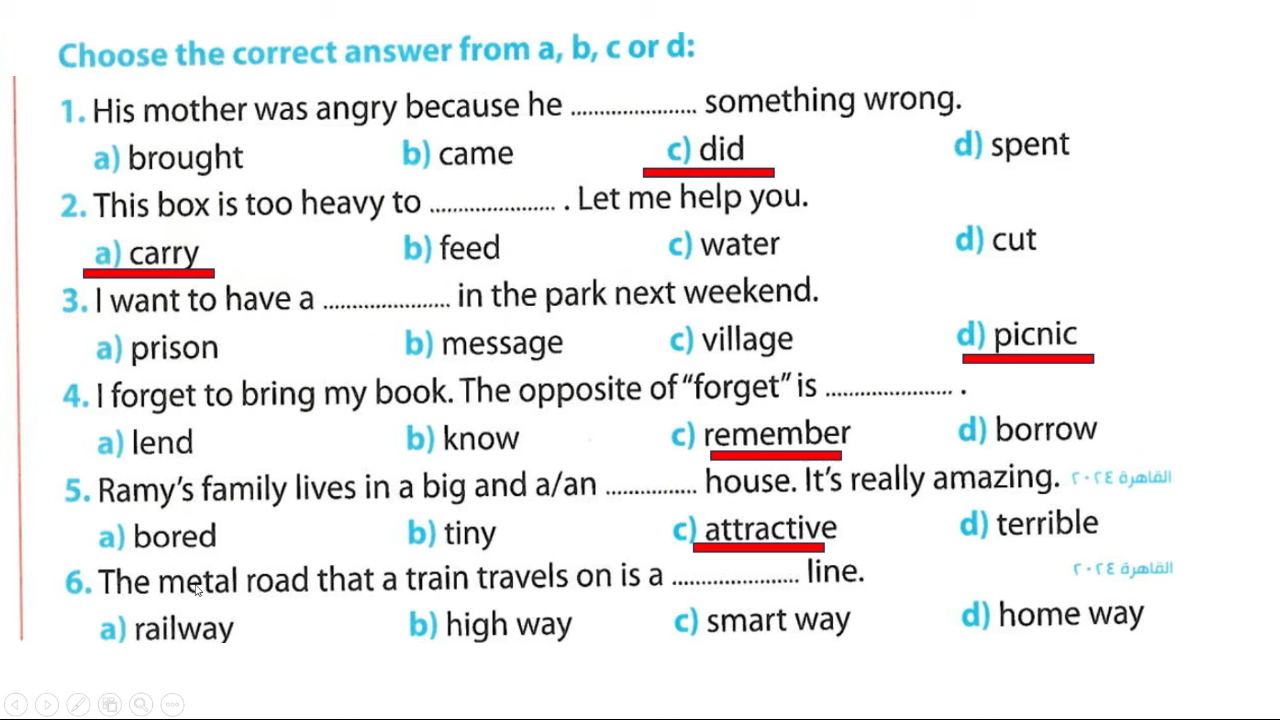 Choose the correct answer from a, b, c or d:
1. His mother was angry because he ..................... something wrong.
a) brought b) came c) did d) spent
2. This box is too heavy to ..................... . Let me help you.
a) carry b) feed c) water d) cut
3. I want to have a ..................... in the park next weekend.
a) prison b) message c) village d) picnic
4. I forget to bring my book. The opposite of “forget” is ..................... .
a) lend b) know c) remember d) borrow
5. Ramy’s family lives in a big and a/an ............... house. It’s really amazing. القاهرة ٢٠٢٤
a) bored b) tiny c) attractive d) terrible
6. The metal road that a train travels on is a ..................... line. القاهرة ٢٠٢٤
a) railway b) high way c) smart way d) home way